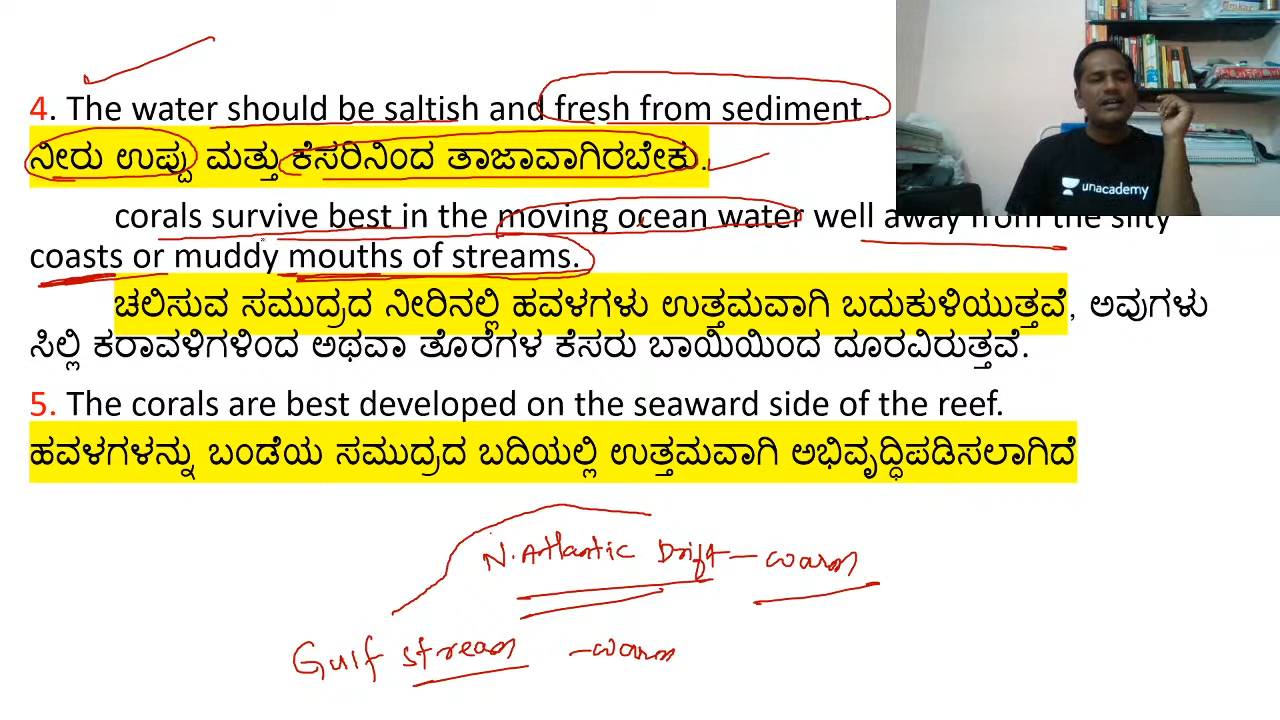 4. The water should be saltish and fresh from sediment.
ನೀರು ಉಪ್ಪು ಮತ್ತು ಕೆಸರಿನಿಂದ ತಾಜಾವಾಗಿರಬೇಕು.
corals survive best in the moving ocean water well away from the silty
coasts or muddy mouths of streams.
ಚಲಿಸುವ ಸಮುದ್ರದ ನೀರಿನಲ್ಲಿ ಹವಳಗಳು ಉತ್ತಮವಾಗಿ ಬದುಕುಳಿಯುತ್ತವೆ, ಅವುಗಳು
ಸಿಲ್ಲಿ ಕರಾವಳಿಗಳಿಂದ ಅಥವಾ ತೊರೆಗಳ ಕೆಸರು ಬಾಯಿಯಿಂದ ದೂರವಿರುತ್ತವೆ.
5. The corals are best developed on the seaward side of the reef.
ಹವಳಗಳನ್ನು ಬಂಡೆಯ ಸಮುದ್ರದ ಬದಿಯಲ್ಲಿ ಉತ್ತಮವಾಗಿ ಅಭಿವೃದ್ಧಿಪಡಿಸಲಾಗಿದೆ
N. Atlantic Drift – warm
Gulf stream – warm
unacademy